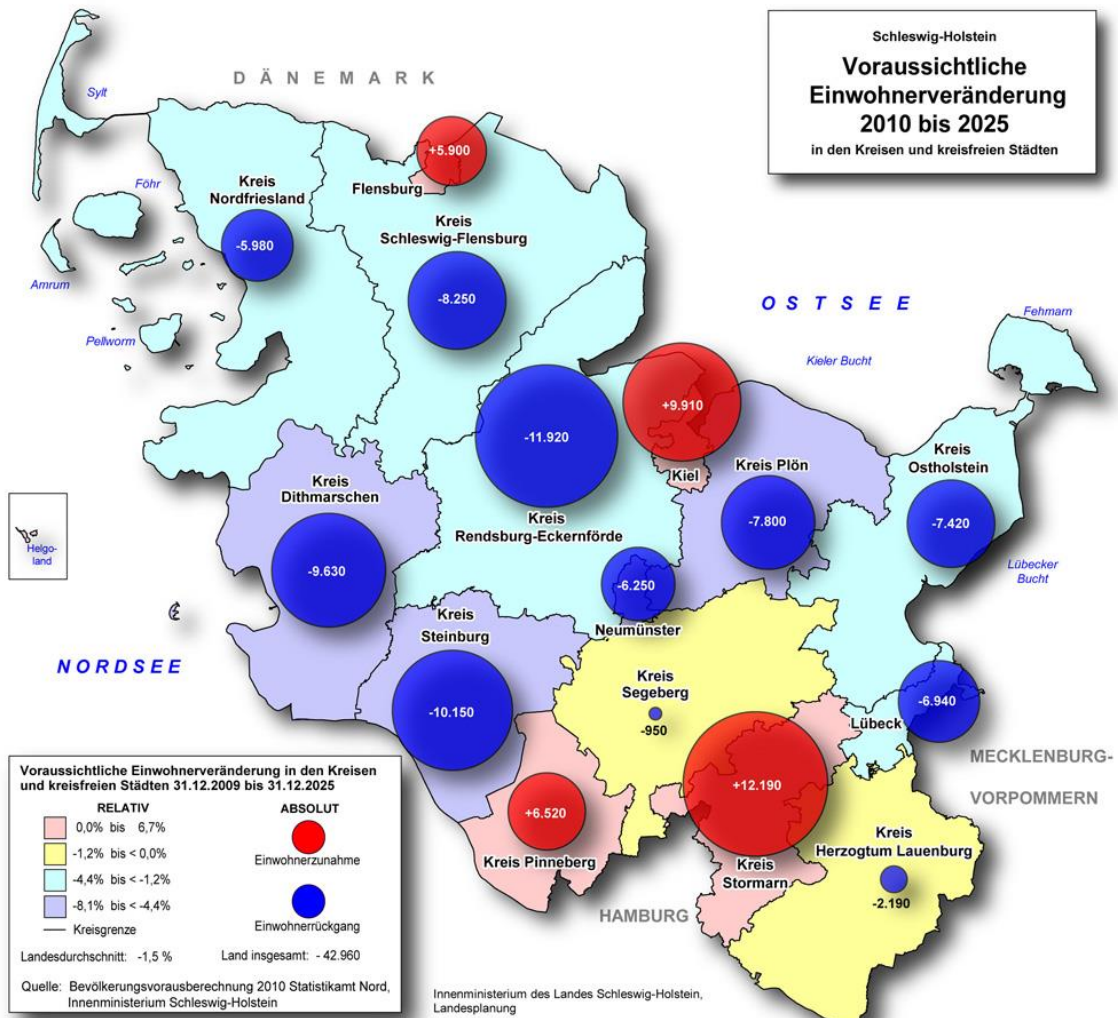 Schleswig-Holstein
Voraussichtliche
Einwohnerveränderung
2010 bis 2025
in den Kreisen und kreisfreien Städten
DÄNEMARK
Sylt
Föhr
Amrum
Pellworm
Kreis
Nordfriesland
-5.980
Flensburg
+5.900
Kreis
Schleswig-Flensburg
-8.250
OSTSEE
Fehmarn
Kieler Bucht
-11.920
Kreis
Rendsburg-Eckernförde
+9.910
Kiel
Kreis Plön
-7.800
Kreis
Ostholstein
-7.420
Lübecker
Bucht
Kreis
Dithmarschen
-9.630
Helgo-
land
NORDSEE
-6.250
Neumünster
Kreis
Steinburg
-10.150
Kreis
Segeberg
-950
Lübeck
-6.940
MECKLENBURG-
VORPOMMERN
+12.190
Kreis
Stormarn
+6.520
Kreis Pinneberg
Kreis
Herzogtum Lauenburg
-2.190
HAMBURG
Voraussichtliche Einwohnerveränderung in den Kreisen
und kreisfreien Städten 31.12.2009 bis 31.12.2025
RELATIV
0,0% bis 6,7%
-1,2% bis < 0,0%
-4,4% bis < -1,2%
-8,1% bis < -4,4%
Kreisgrenze
ABSOLUT
Einwohnerzunahme
Einwohnerrückgang
Landesdurchschnitt: -1,5 % Land insgesamt: - 42.960
Quelle: Bevölkerungsvorausberechnung 2010 Statistikamt Nord,
Innenministerium Schleswig-Holstein
Innenministerium des Landes Schleswig-Holstein,
Landesplanung